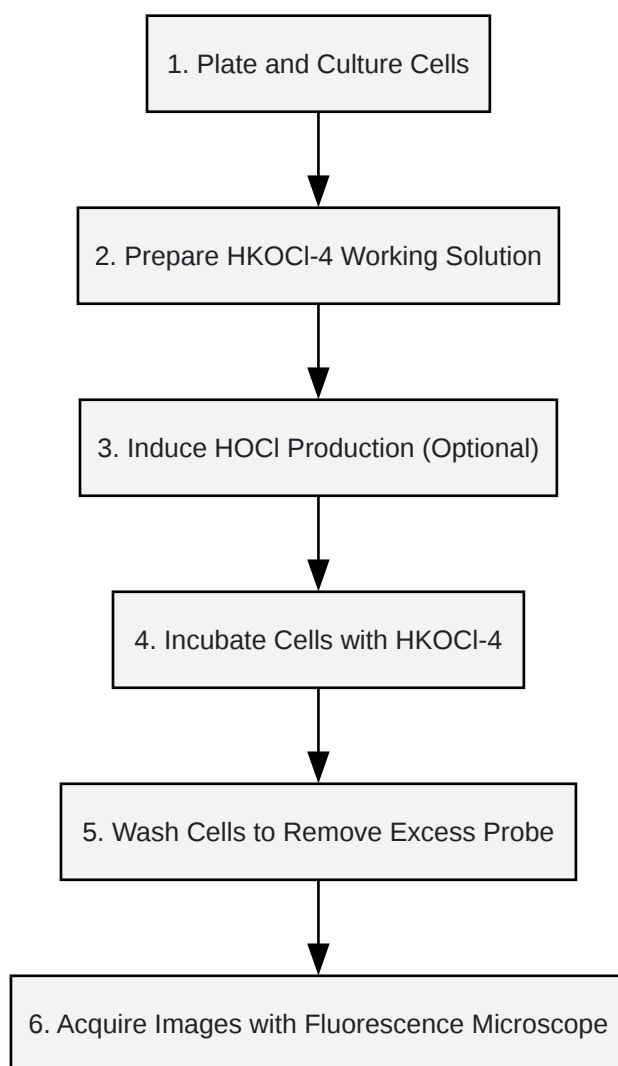 1. Plate and Culture Cells
2. Prepare HKOCl-4 Working Solution
3. Induce HOCl Production (Optional)
4. Incubate Cells with HKOCl-4
5. Wash Cells to Remove Excess Probe
6. Acquire Images with Fluorescence Microscope